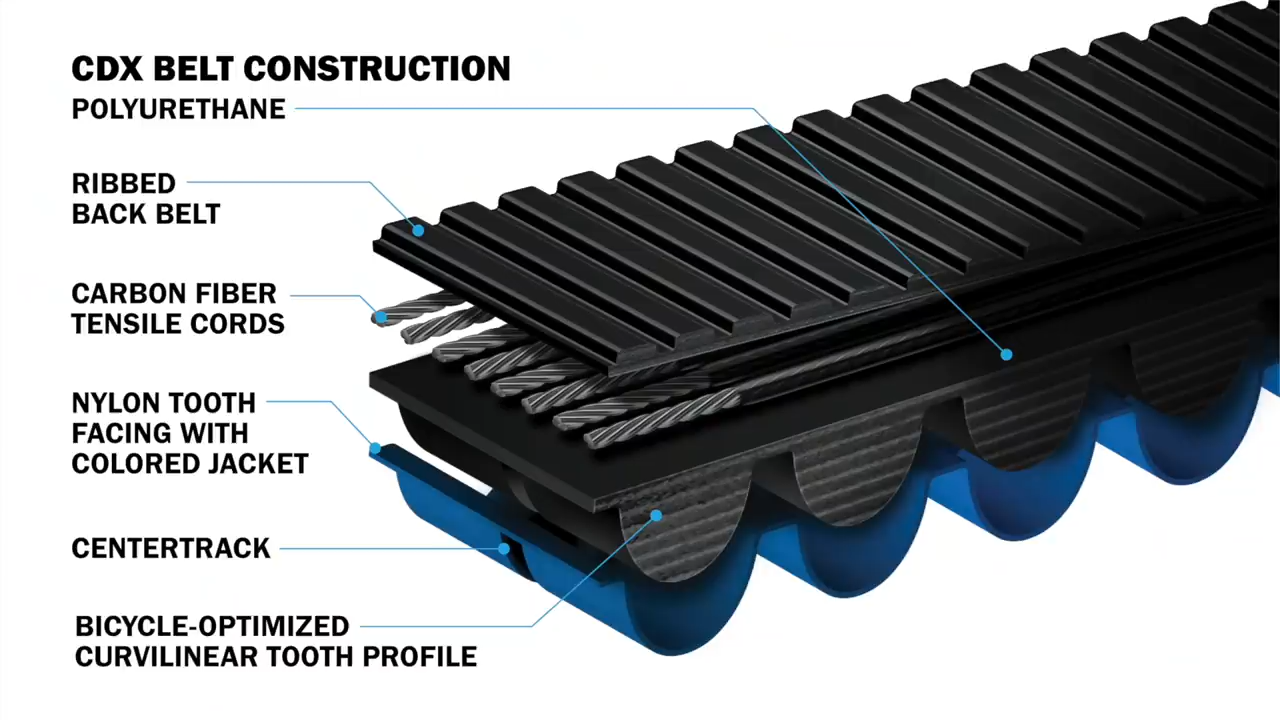 CDX BELT CONSTRUCTION
POLYURETHANE
RIBBED
BACK BELT
CARBON FIBER
TENSILE CORDS
NYLON TOOTH
FACING WITH
COLORED JACKET
CENTERTRACK
BICYCLE-OPTIMIZED
CURVILINEAR TOOTH PROFILE